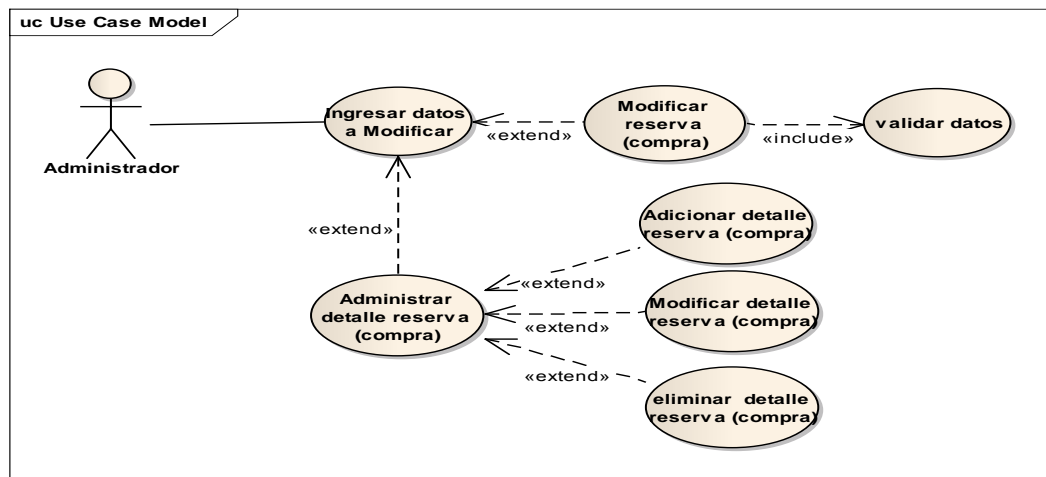 uc Use Case Model
Administrador
Ingresar datos
a Modificar
«extend»
Modificar
reserva
(compra)
«include»
validar datos
«extend»
Administrar
detalle reserva
(compra)
«extend»
Adicionar detalle
reserva (compra)
«extend»
Modificar detalle
reserva (compra)
«extend»
eliminar detalle
reserva (compra)